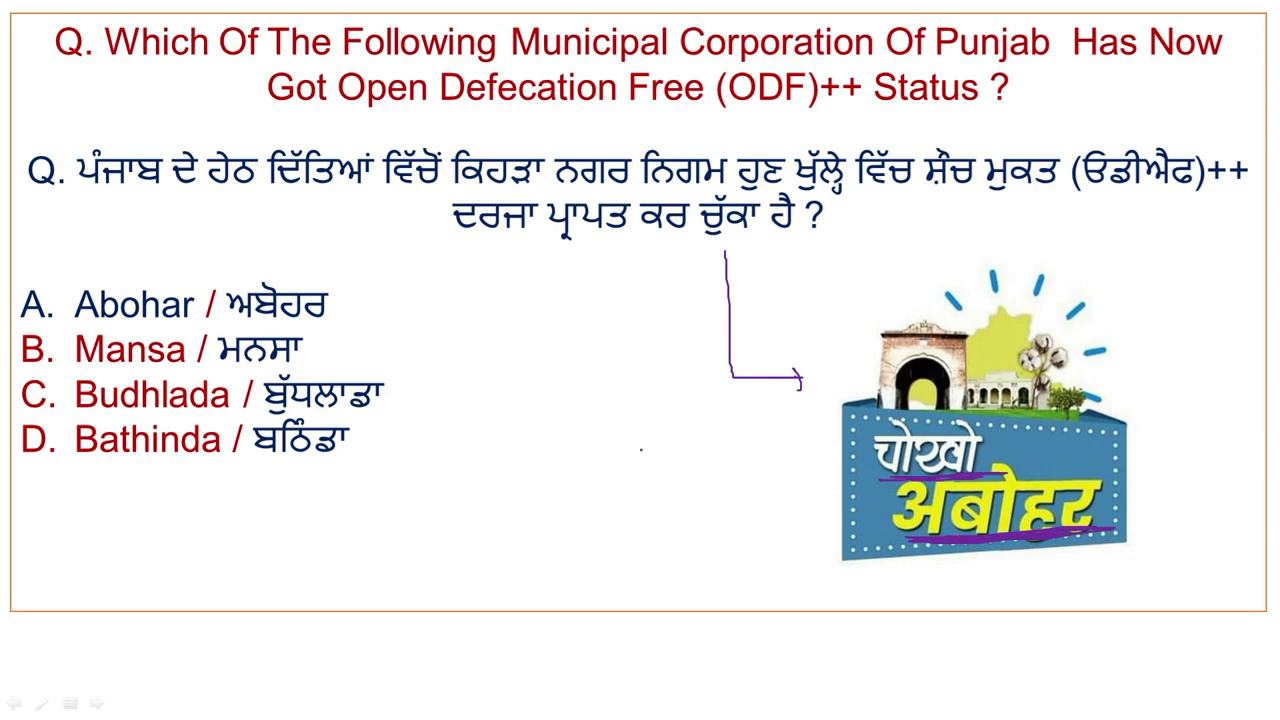 Q. Which Of The Following Municipal Corporation Of Punjab Has Now
Got Open Defecation Free (ODF)++ Status ?
Q. ਪੰਜਾਬ ਦੇ ਹੇਠ ਦਿੱਤਿਆਂ ਵਿੱਚੋਂ ਕਿਹੜਾ ਨਗਰ ਨਿਗਮ ਹੁਣ ਖੁੱਲ੍ਹੇ ਵਿੱਚ ਸ਼ੌਚ ਮੁਕਤ (ਓਡੀਐਫ)++
ਦਰਜਾ ਪ੍ਰਾਪਤ ਕਰ ਚੁੱਕਾ ਹੈ ?
A. Abohar / ਅਬੋਹਰ
B. Mansa / ਮਨਸਾ
C. Budhlada / ਬੁੱਧਲਾਡਾ
D. Bathinda / ਬਠਿੰਡਾ
चोखो
अबोहर